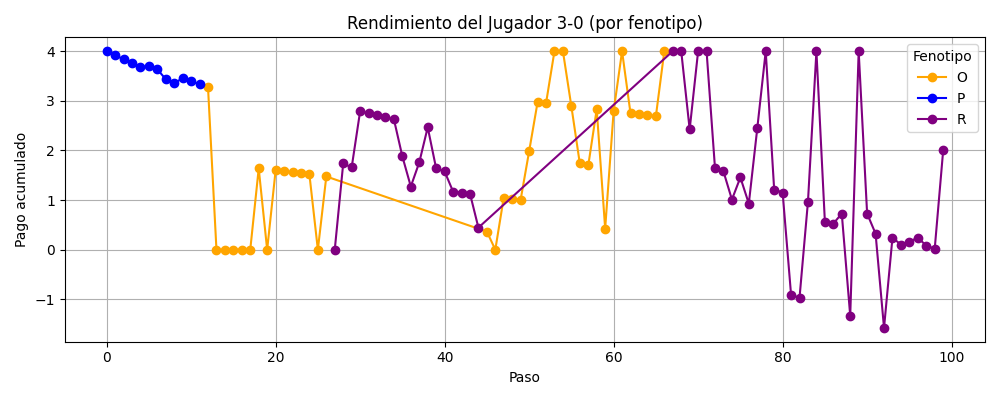 Rendimiento del Jugador 3-0 (por fenotipo)
Pago acumulado
4
3
2
1
0
−1
0
20
40
60
80
100
Paso
Fenotipo
O
P
R